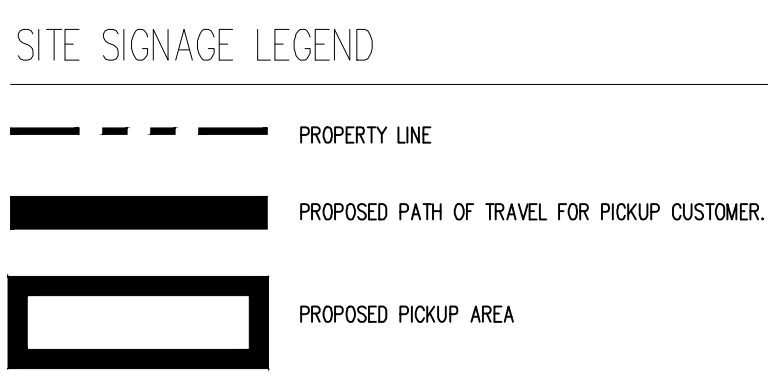 SITE SIGNAGE LEGEND
PROPERTY LINE
PROPOSED PATH OF TRAVEL FOR PICKUP CUSTOMER.
PROPOSED PICKUP AREA